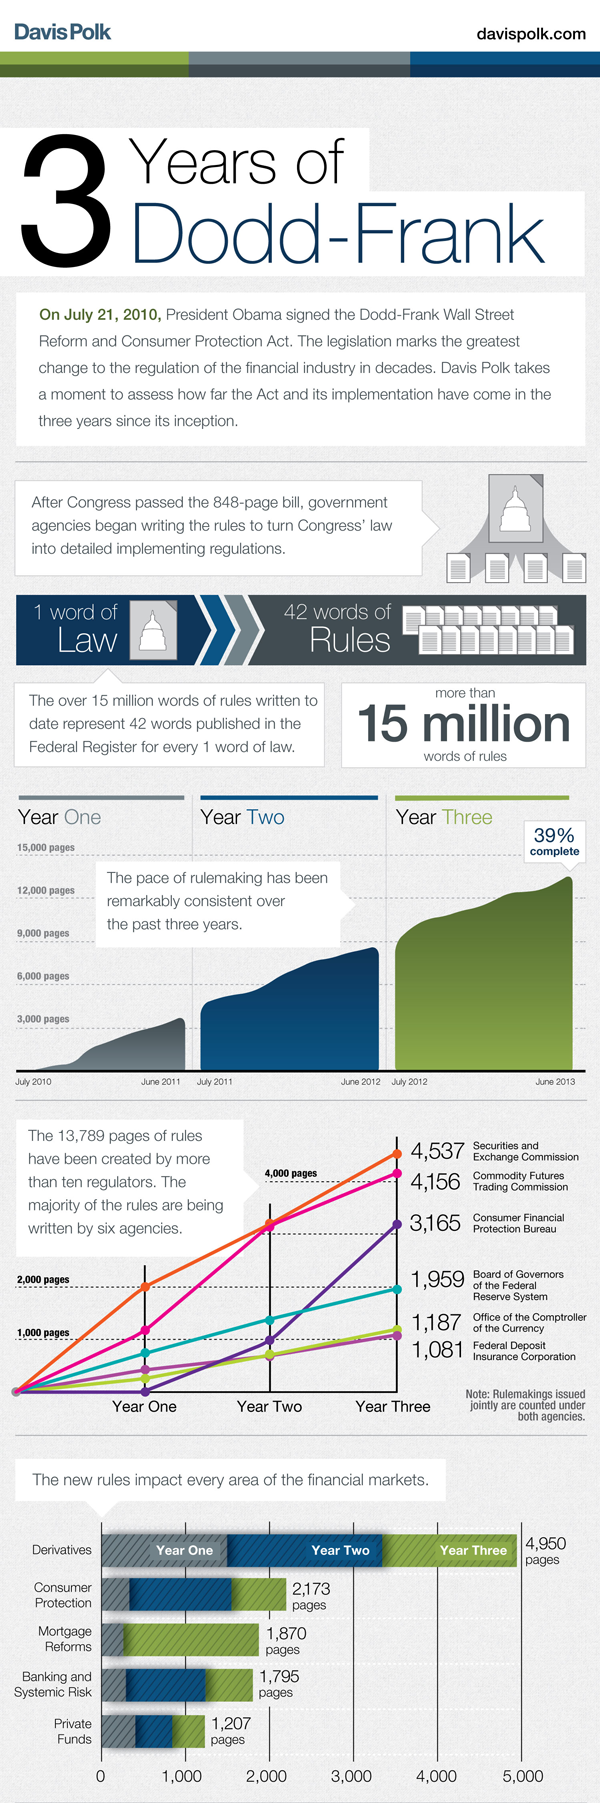 Davis Polk
davispolk.com
3 Years of
Dodd-Frank
On July 21, 2010, President Obama signed the Dodd-Frank Wall Street
Reform and Consumer Protection Act. The legislation marks the greatest
change to the regulation of the financial industry in decades. Davis Polk takes
a moment to assess how far the Act and its implementation have come in the
three years since its inception.
After Congress passed the 848-page bill, government
agencies began writing the rules to turn Congress’ law
into detailed implementing regulations.
1 word of
Law
42 words of
Rules
The over 15 million words of rules written to
date represent 42 words published in the
Federal Register for every 1 word of law.
more than
15 million
words of rules
Year One
Year Two
Year Three
39%
complete
15,000 pages
12,000 pages
9,000 pages
6,000 pages
3,000 pages
The pace of rulemaking has been
remarkably consistent over
the past three years.
July 2010
June 2011
July 2011
June 2012
July 2012
June 2013
The 13,789 pages of rules
have been created by more
than ten regulators. The
majority of the rules are being
written by six agencies.
4,000 pages
2,000 pages
1,000 pages
4,537 Securities and
Exchange Commission
4,156 Commodity Futures
Trading Commission
3,165 Consumer Financial
Protection Bureau
1,959 Board of Governors
of the Federal
Reserve System
1,187 Office of the Comptroller
of the Currency
1,081 Federal Deposit
Insurance Corporation
Year One
Year Two
Year Three
Note: Rulemakings issued
jointly are counted under
both agencies.
The new rules impact every area of the financial markets.
Derivatives
Year One
Year Two
Year Three
4,950
pages
Consumer
Protection
2,173
pages
Mortgage
Reforms
1,870
pages
Banking and
Systemic Risk
1,795
pages
Private
Funds
1,207
pages
0
1,000
2,000
3,000
4,000
5,000